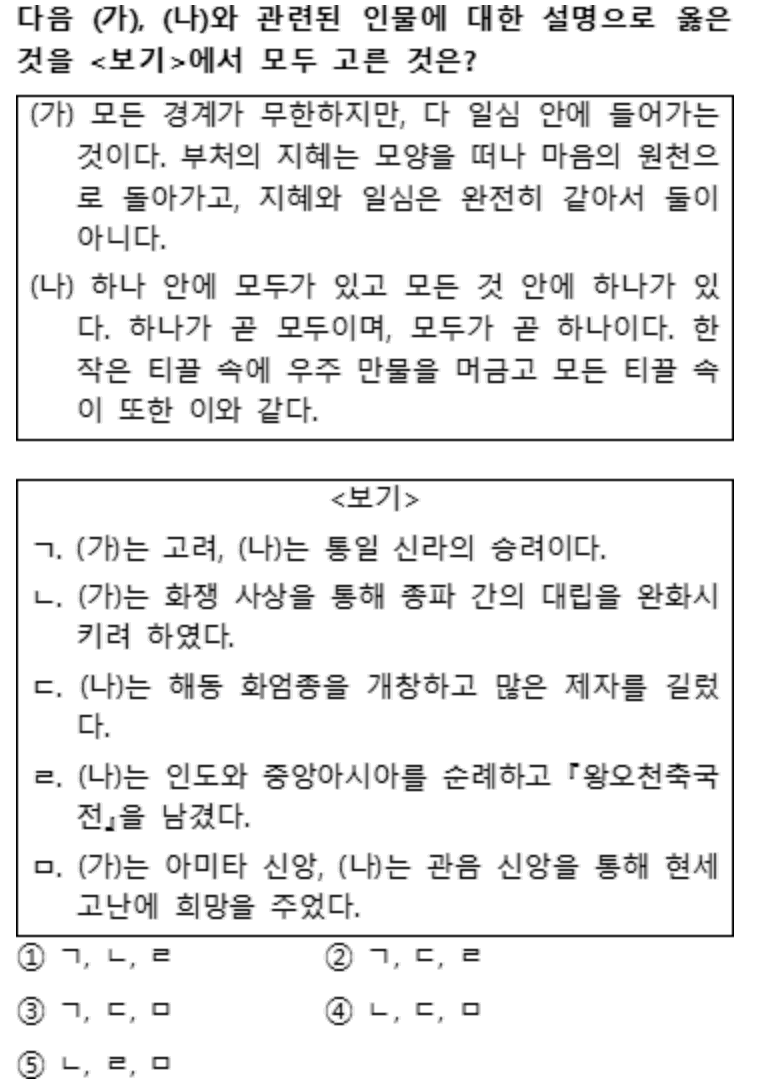 다음 (가), (나)와 관련된 인물에 대한 설명으로 옳은
것을 <보기>에서 모두 고른 것은?
(가) 모든 경계가 무한하지만, 다 일심 안에 들어가는
것이다. 부처의 지혜는 모양을 떠나 마음의 원천으
로 돌아가고, 지혜와 일심은 완전히 같아서 둘이
아니다.
(나) 하나 안에 모두가 있고 모든 것 안에 하나가 있
다. 하나가 곧 모두이며, 모두가 곧 하나이다. 한
작은 티끌 속에 우주 만물을 머금고 모든 티끌 속
이 또한 이와 같다.
<보기>
ㄱ. (가)는 고려, (나)는 통일 신라의 승려이다.
ㄴ. (가)는 화쟁 사상을 통해 종파 간의 대립을 완화시
키려 하였다.
ㄷ. (나)는 해동 화엄종을 개창하고 많은 제자를 길렀
다.
ㄹ. (나)는 인도와 중앙아시아를 순례하고 『왕오천축국
전』을 남겼다.
ㅁ. (가)는 아미타 신앙, (나)는 관음 신앙을 통해 현세
고난에 희망을 주었다.
① ㄱ, ㄴ, ㄹ ② ㄱ, ㄷ, ㄹ
③ ㄱ, ㄷ, ㅁ ④ ㄴ, ㄷ, ㅁ
⑤ ㄴ, ㄹ, ㅁ